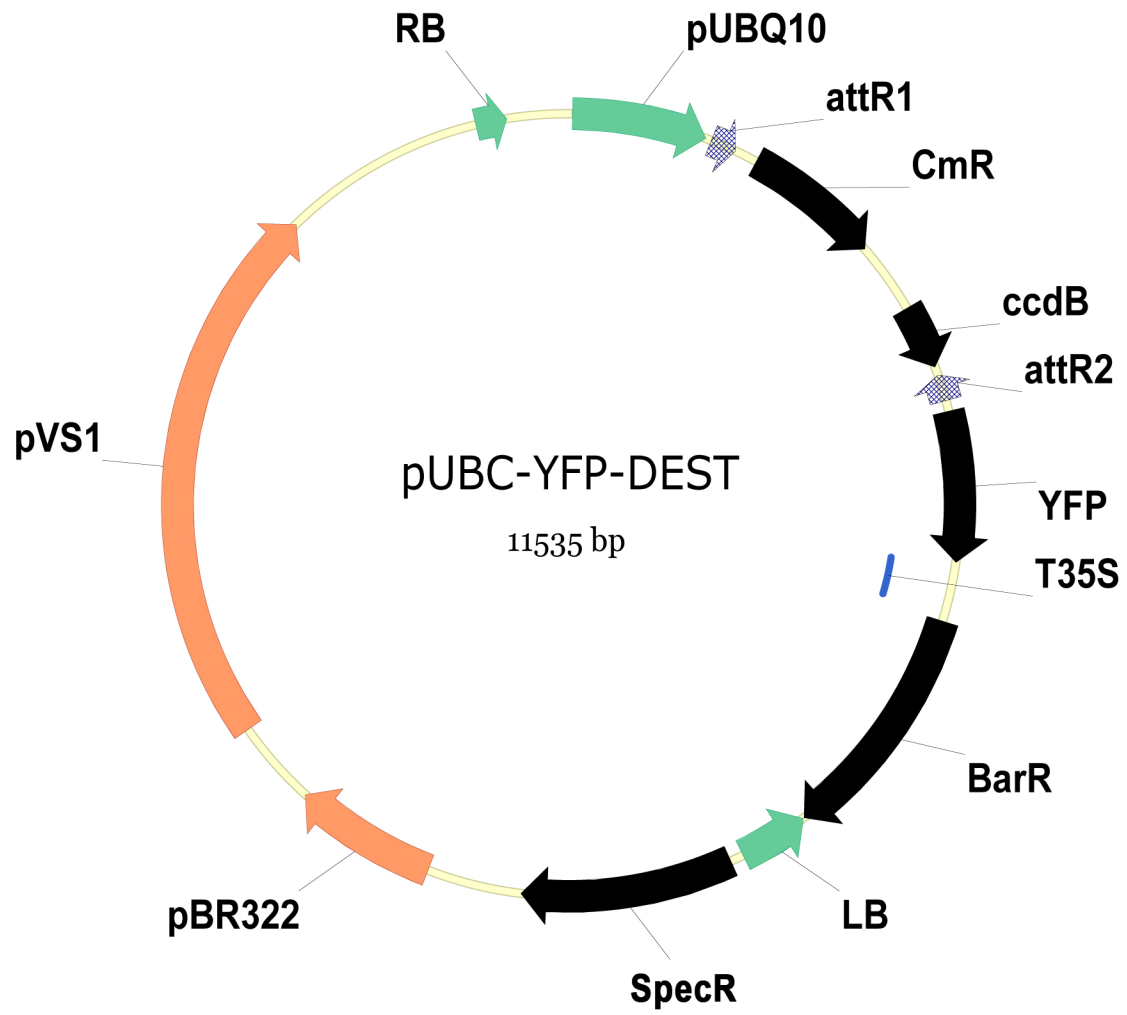 RB
pUBQ10
attR1
CmR
ccdB
attR2
pVS1
pUBC-YFP-DEST
11535 bp
YFP
T35S
BarR
pBR322
LB
SpecR